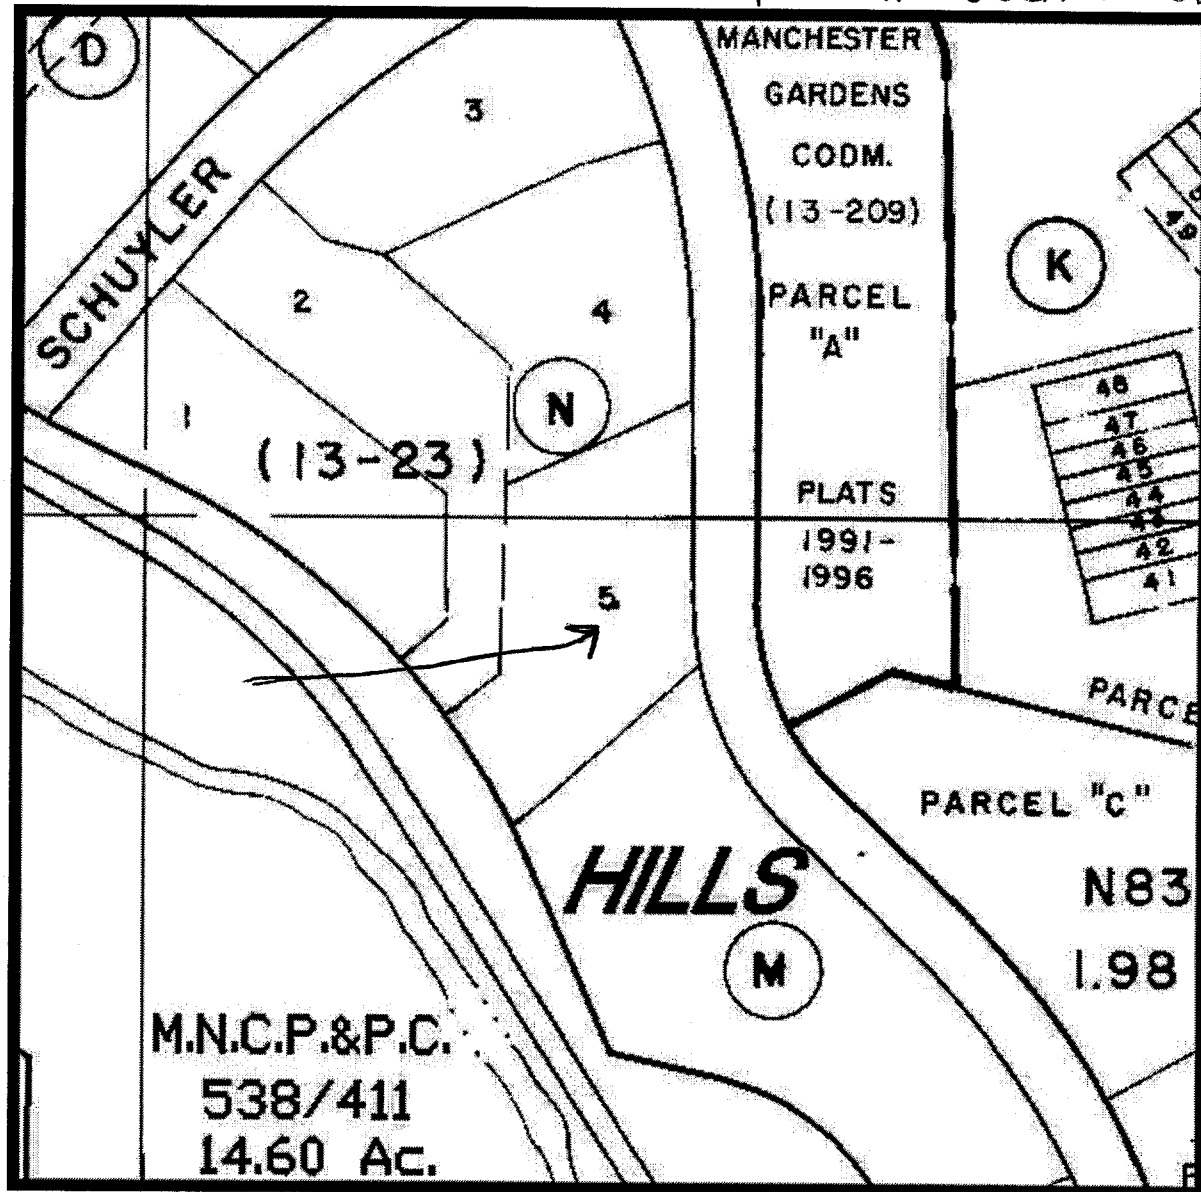 D
MANCHESTER
GARDENS
CODM.
(13-209)
PARCEL
"A"
PLATS
1991-
1996
3
SCHUYLER
2
4
49
K
1
N
(13-23)
48
47
46
45
44
43
42
41
5
PARCE
PARCEL "C"
HILLS
N83
1.98
M
M.N.C.P.&P.C.
538/411
14.60 Ac.